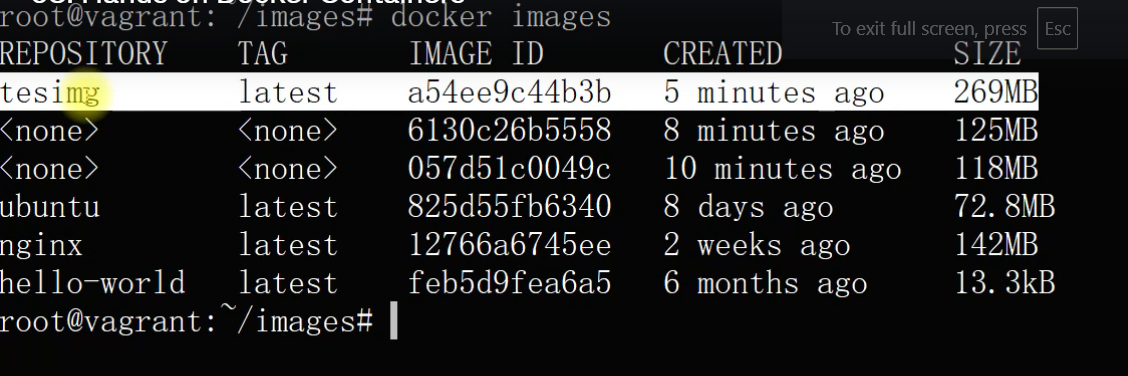 root@vagrant: /images# docker images
To exit full screen, press Esc
REPOSITORY TAG IMAGE ID CREATED SIZE
tesimg latest a54ee9c44b3b 5 minutes ago 269MB
<none> <none> 6130c26b5558 8 minutes ago 125MB
<none> <none> 057d51c0049c 10 minutes ago 118MB
ubuntu latest 825d55fb6340 8 days ago 72.8MB
nginx latest 12766a6745ee 2 weeks ago 142MB
hello-world latest feb5d9fea6a5 6 months ago 13.3kB
root@vagrant:~/images#